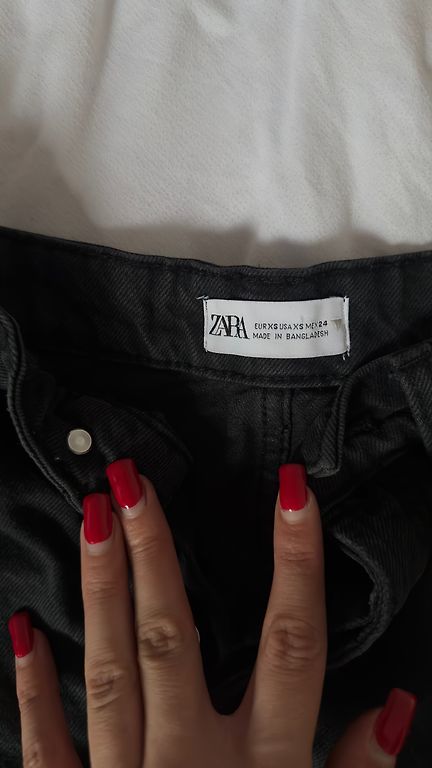 ZARA
EUR XS USA XS MEX 24
MADE IN BANGLADESH